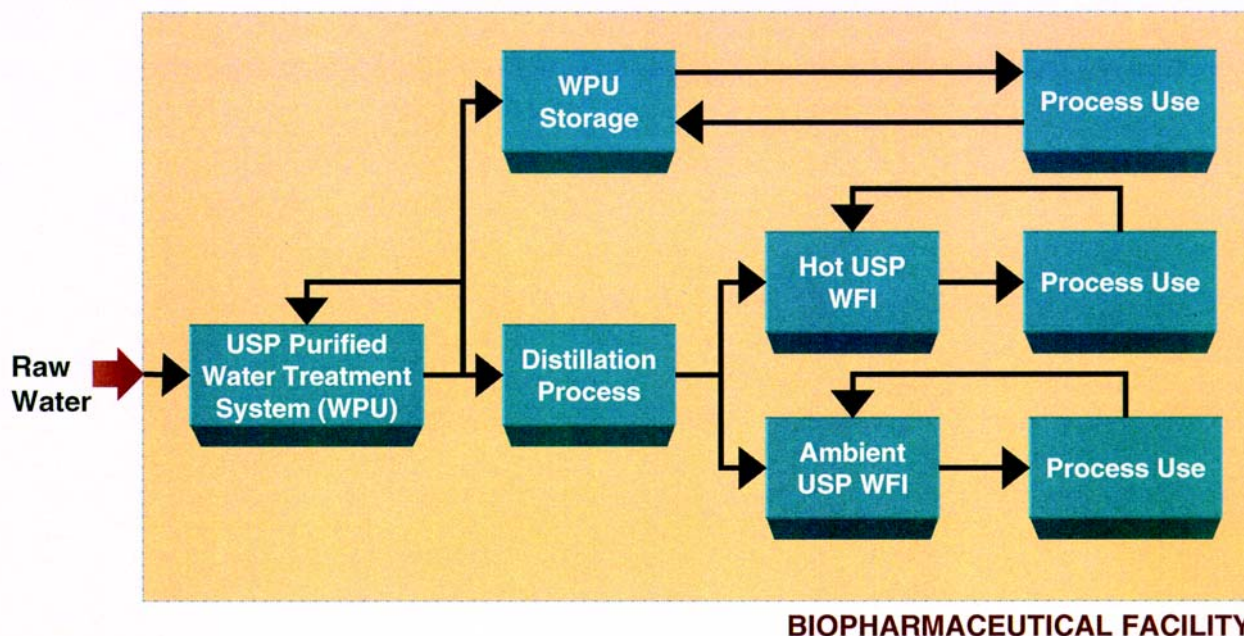 WPU
Storage
Process Use
Hot USP
WFI
Process Use
Raw
Water
USP Purified
Water Treatment
System (WPU)
Distillation
Process
Ambient
USP WFI
Process Use
BIOPHARMACEUTICAL FACILITY